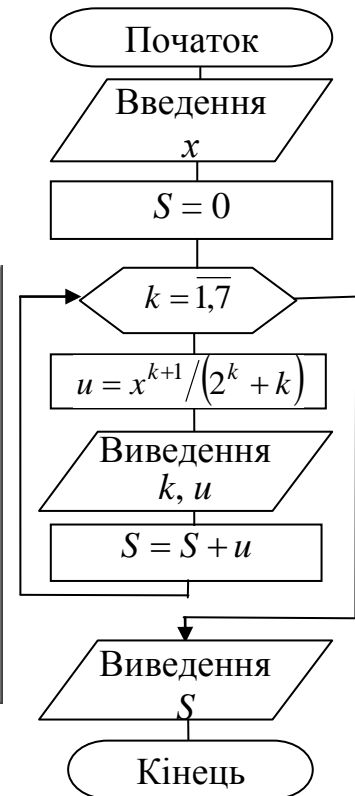 Початок
Введення
x
S = 0
k = 1,7
u = x^{k+1}/(2^k + k)
Виведення
k, u
S = S + u
Виведення
S
Кінець